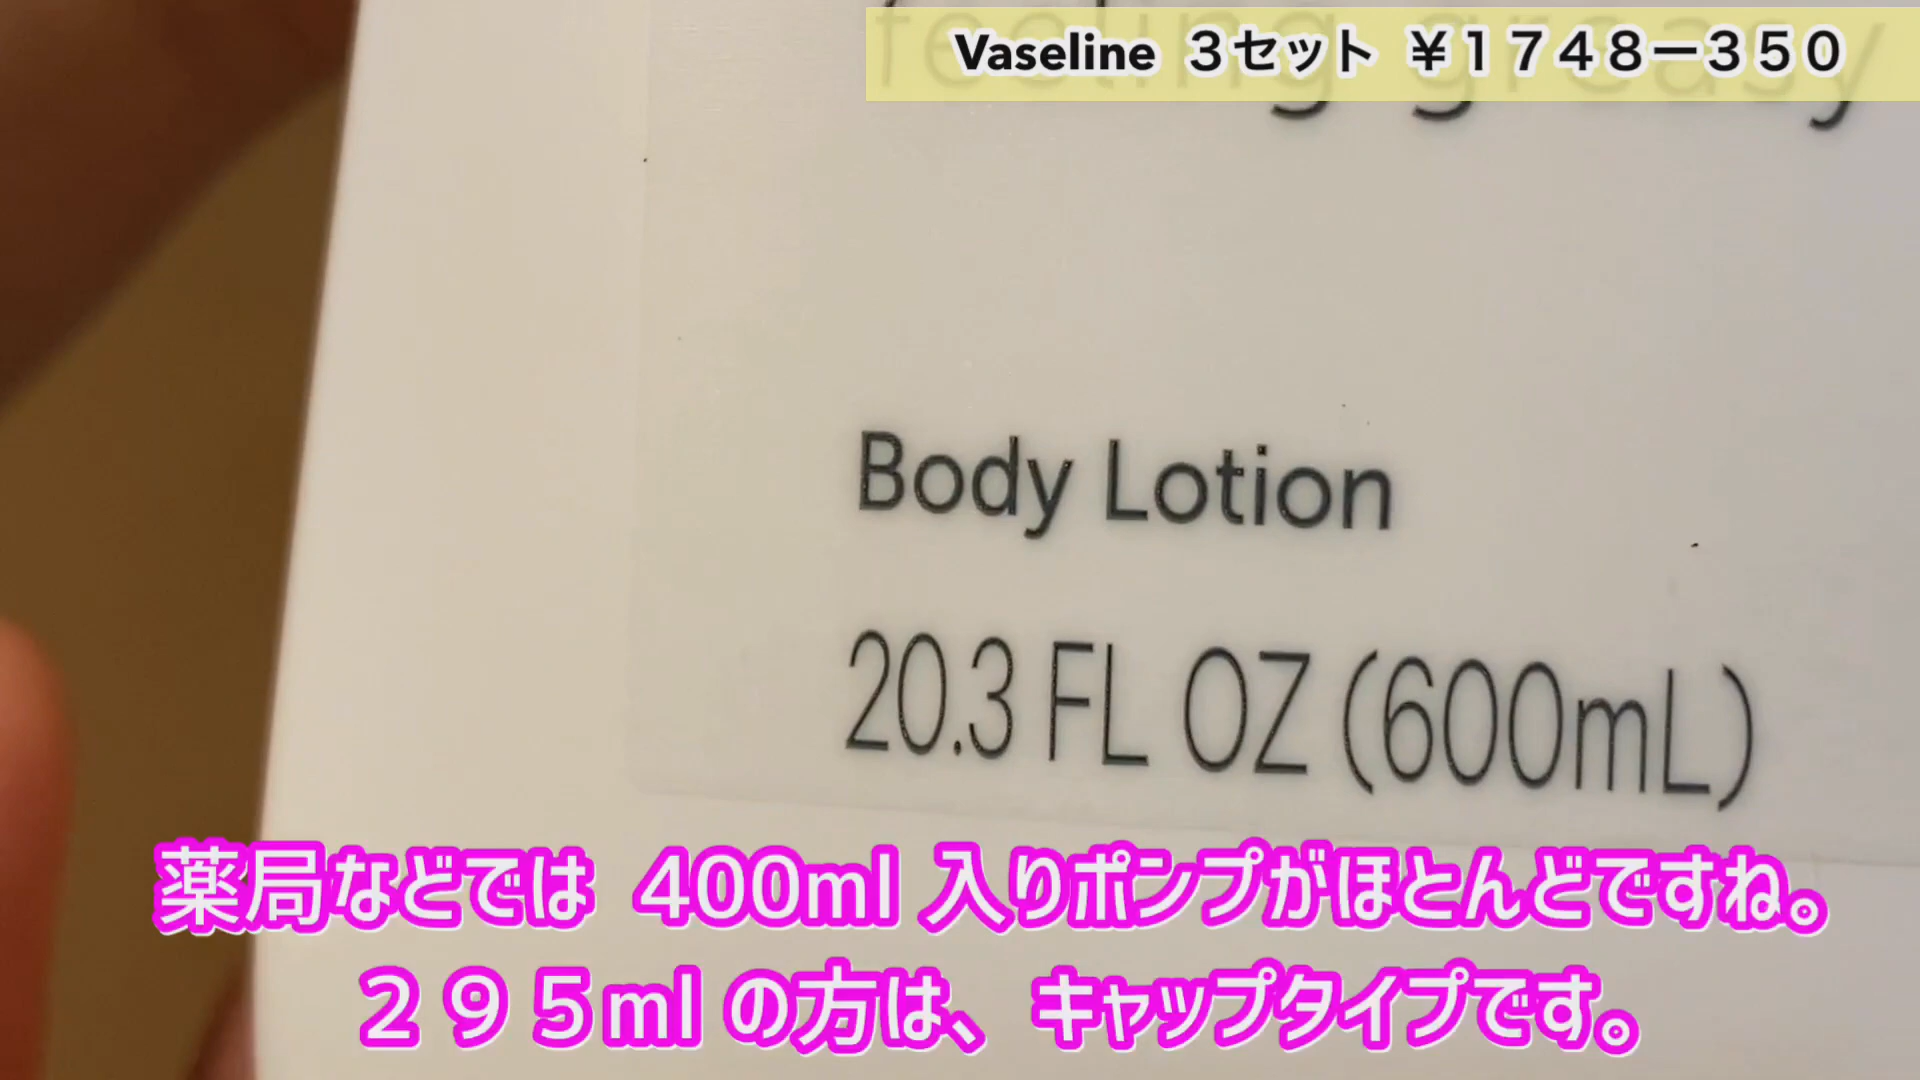 Vaseline ３セット ￥１７４８ー３５０
feeling greasy
Body Lotion
20.3 FL OZ (600mL)
薬局などでは 400ml 入りポンプがほとんどですね。
２９５ml の方は、キャップタイプです。